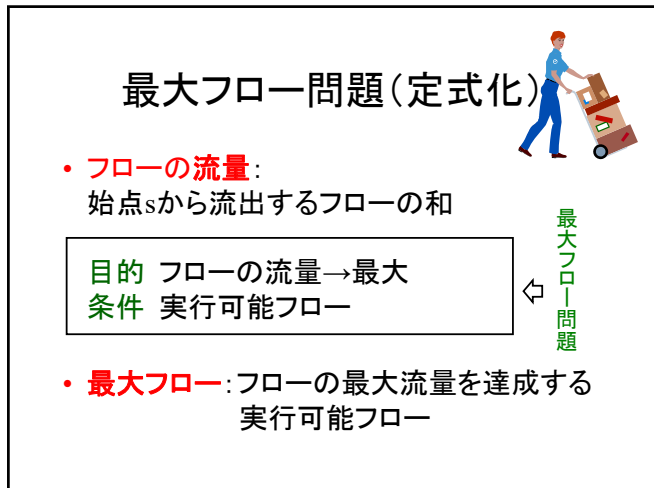 最大フロー問題（定式化）
• フローの流量：
始点sから流出するフローの和
目的 フローの流量→最大
条件 実行可能フロー
最大フロー問題
• 最大フロー：フローの最大流量を達成する
実行可能フロー